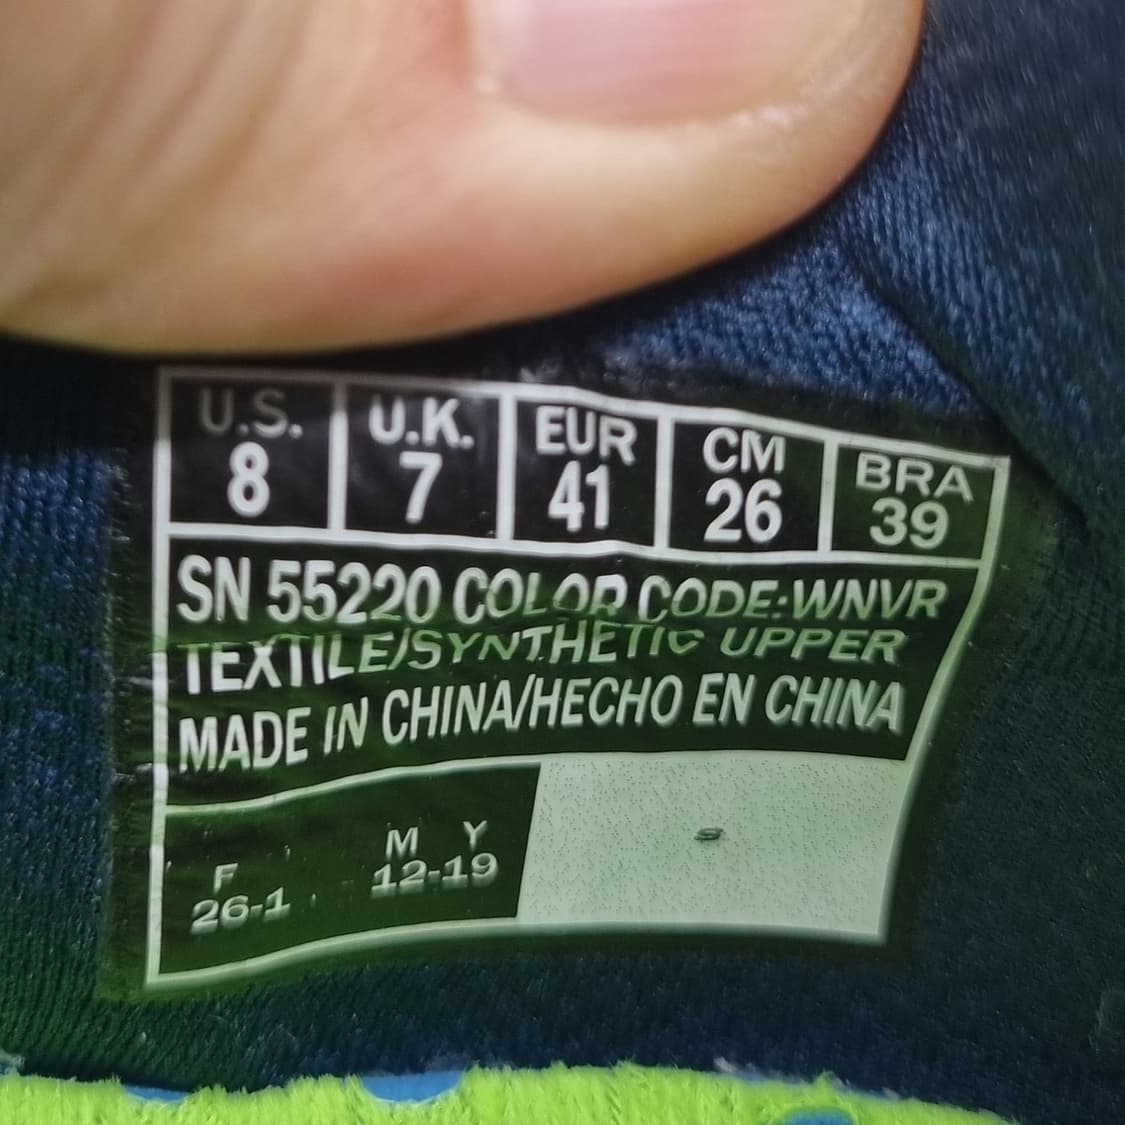 U.S. U.K. EUR CM BRA
8 7 41 26 39
SN 55220 COLOR CODE:WNVR
TEXTILE/SYNTHETIC UPPER
MADE IN CHINA/HECHO EN CHINA
F M Y
26-1 12-19